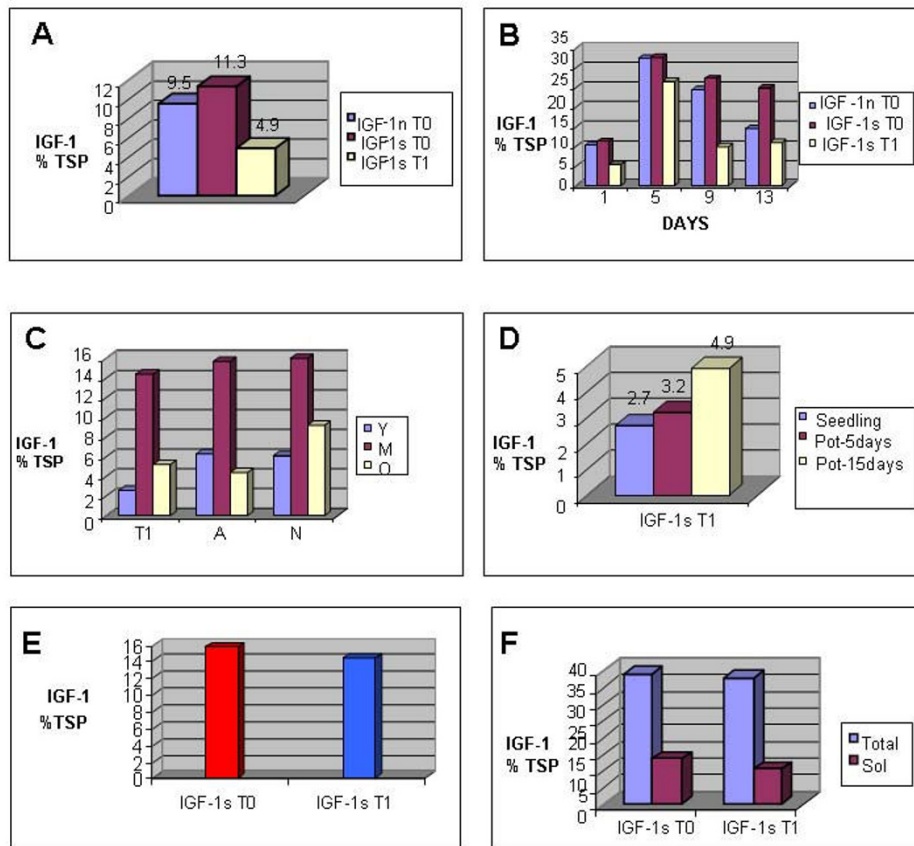 A
12
10
8
6
4
2
0
9.5
11.3
4.9
IGF-1
% TSP
IGF-1n T0
IGF1s T0
IGF1s T1
B
35
30
25
20
15
10
5
0
IGF-1
% TSP
1 5 9 13
DAYS
IGF -1n T0
IGF -1s T0
IGF-1s T1
C
16
14
12
10
8
6
4
2
0
IGF-1
% TSP
T1 A N
Y
M
O
D
5
4
3
2
1
0
2.7
3.2
4.9
IGF-1
% TSP
IGF-1s T1
Seedling
Pot-5days
Pot-15days
E
16
14
12
10
8
6
4
2
0
IGF-1
%TSP
IGF-1s T0 IGF-1s T1
F
40
35
30
25
20
15
10
5
0
IGF-1
% TSP
IGF-1s T0 IGF-1s T1
Total
Sol